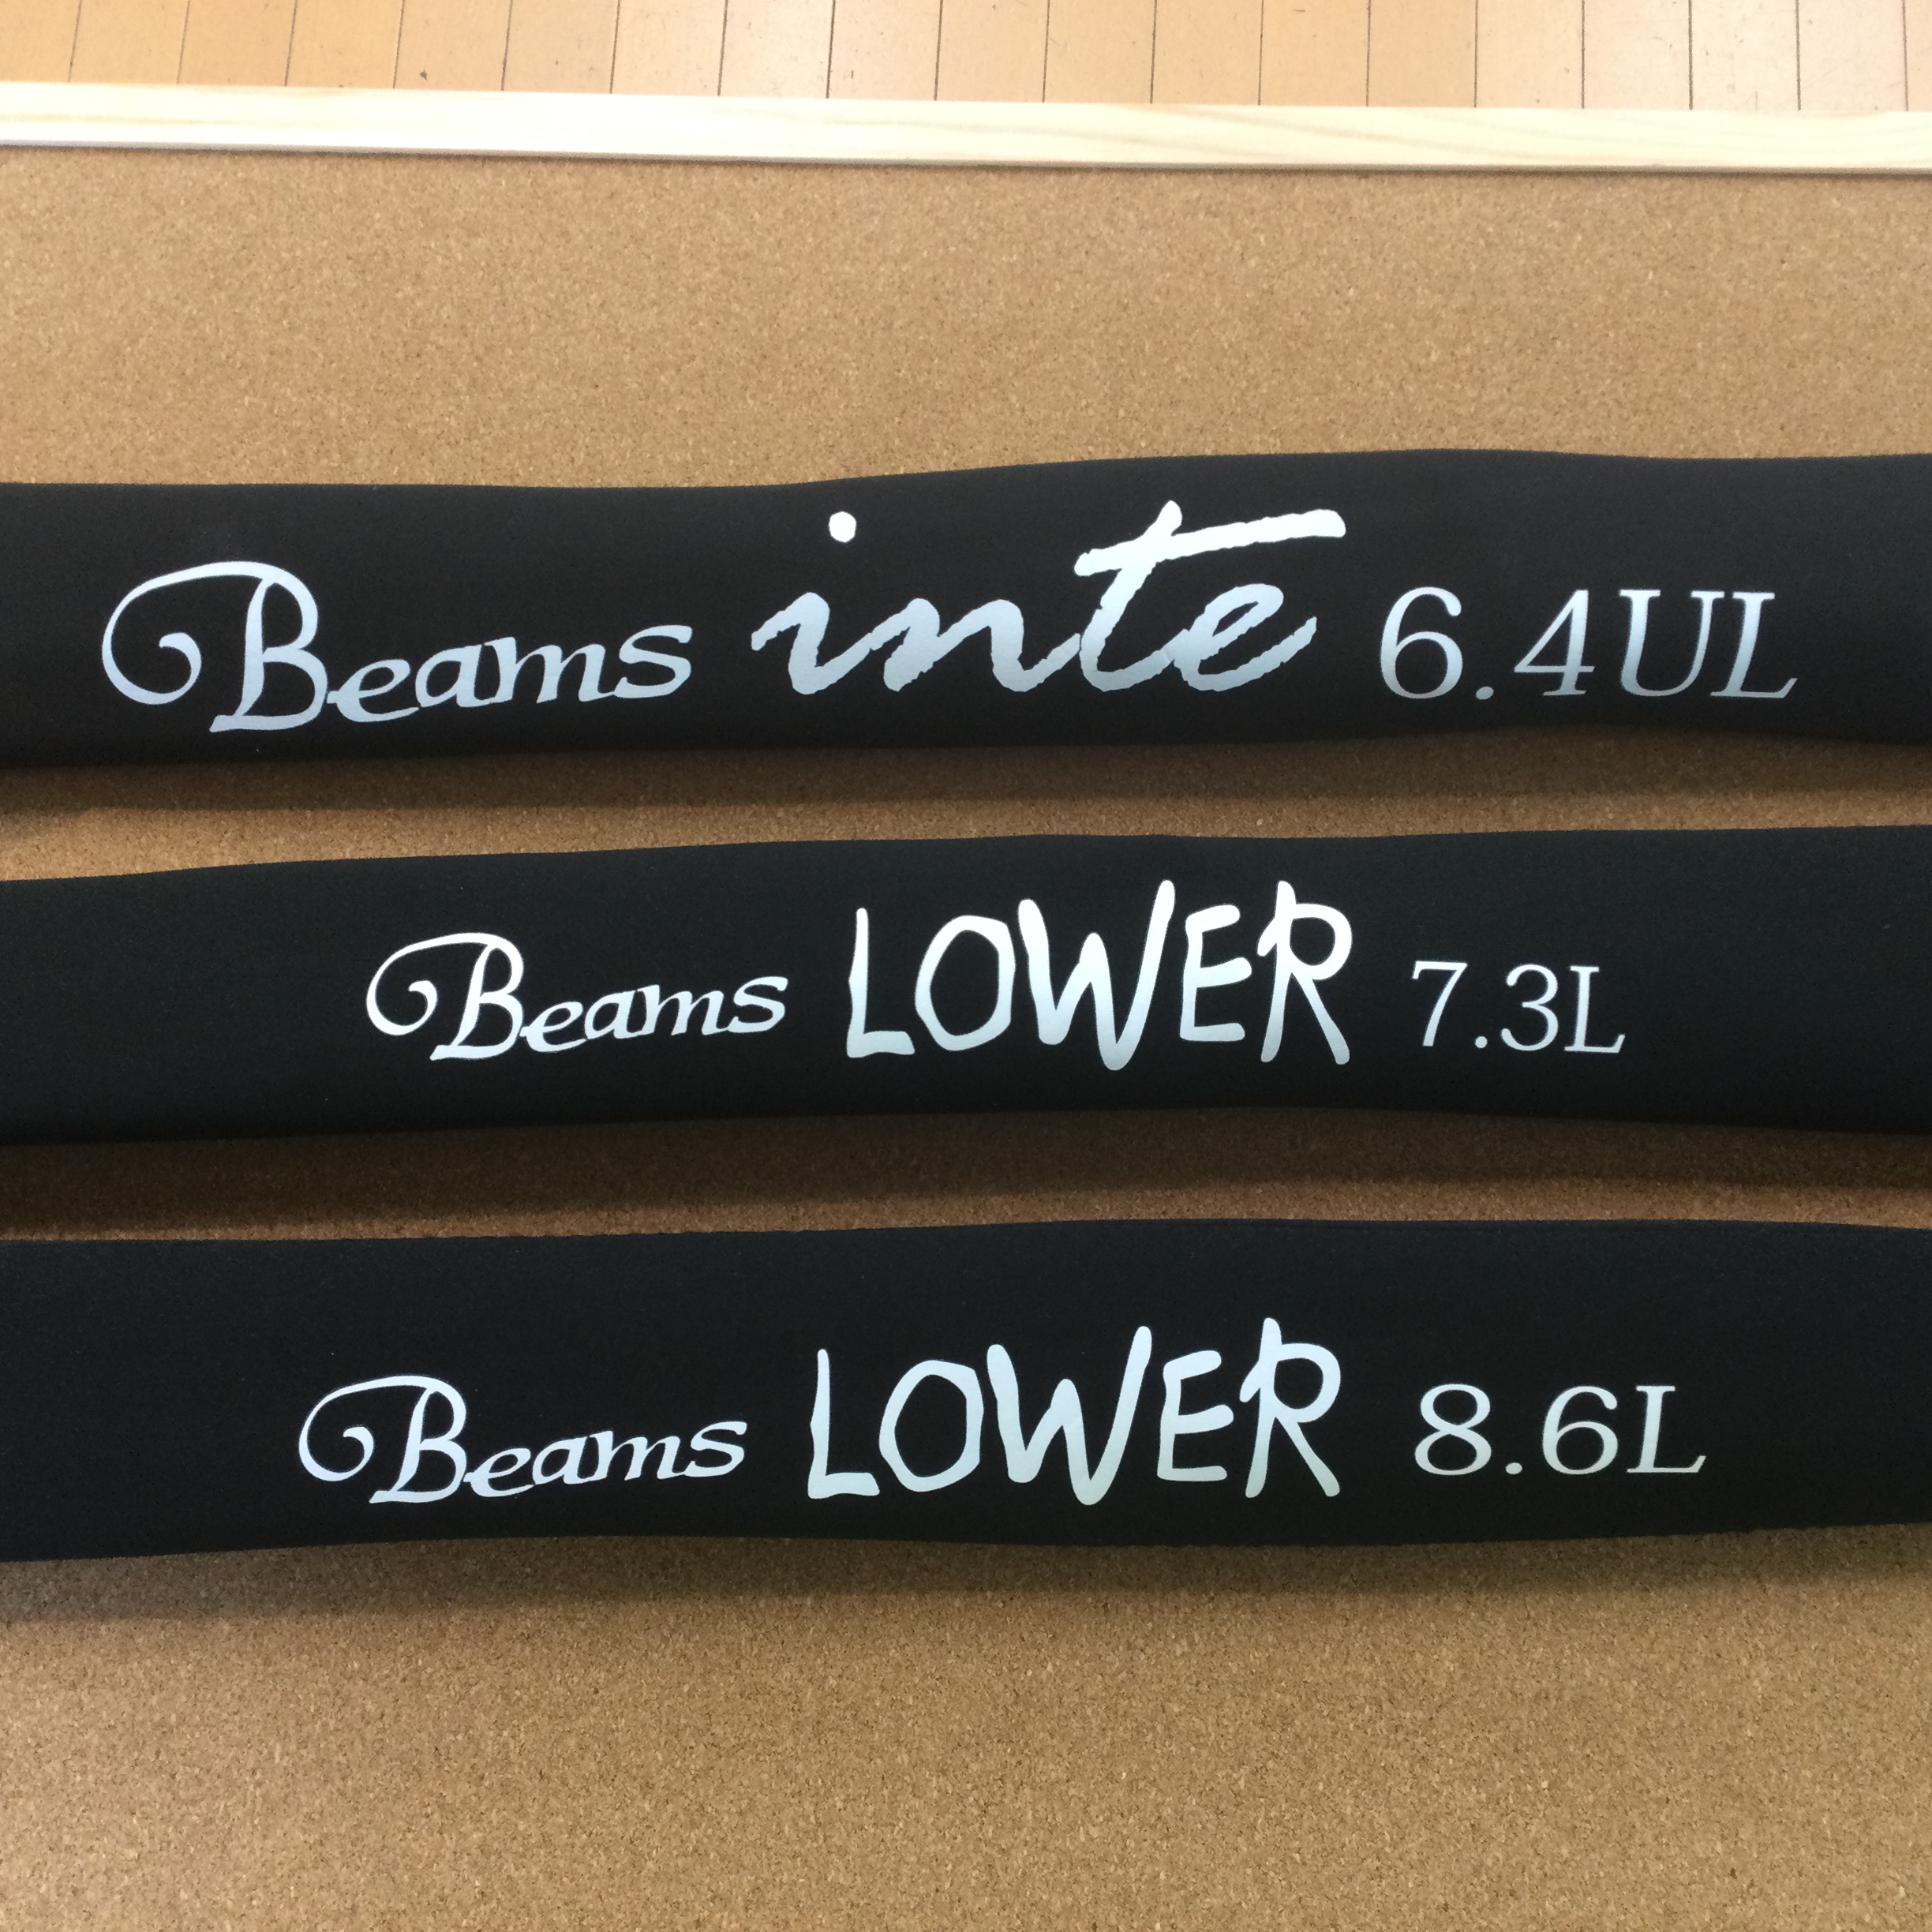 Beams inte 6.4UL
Beams LOWER 7.3L
Beams LOWER 8.6L